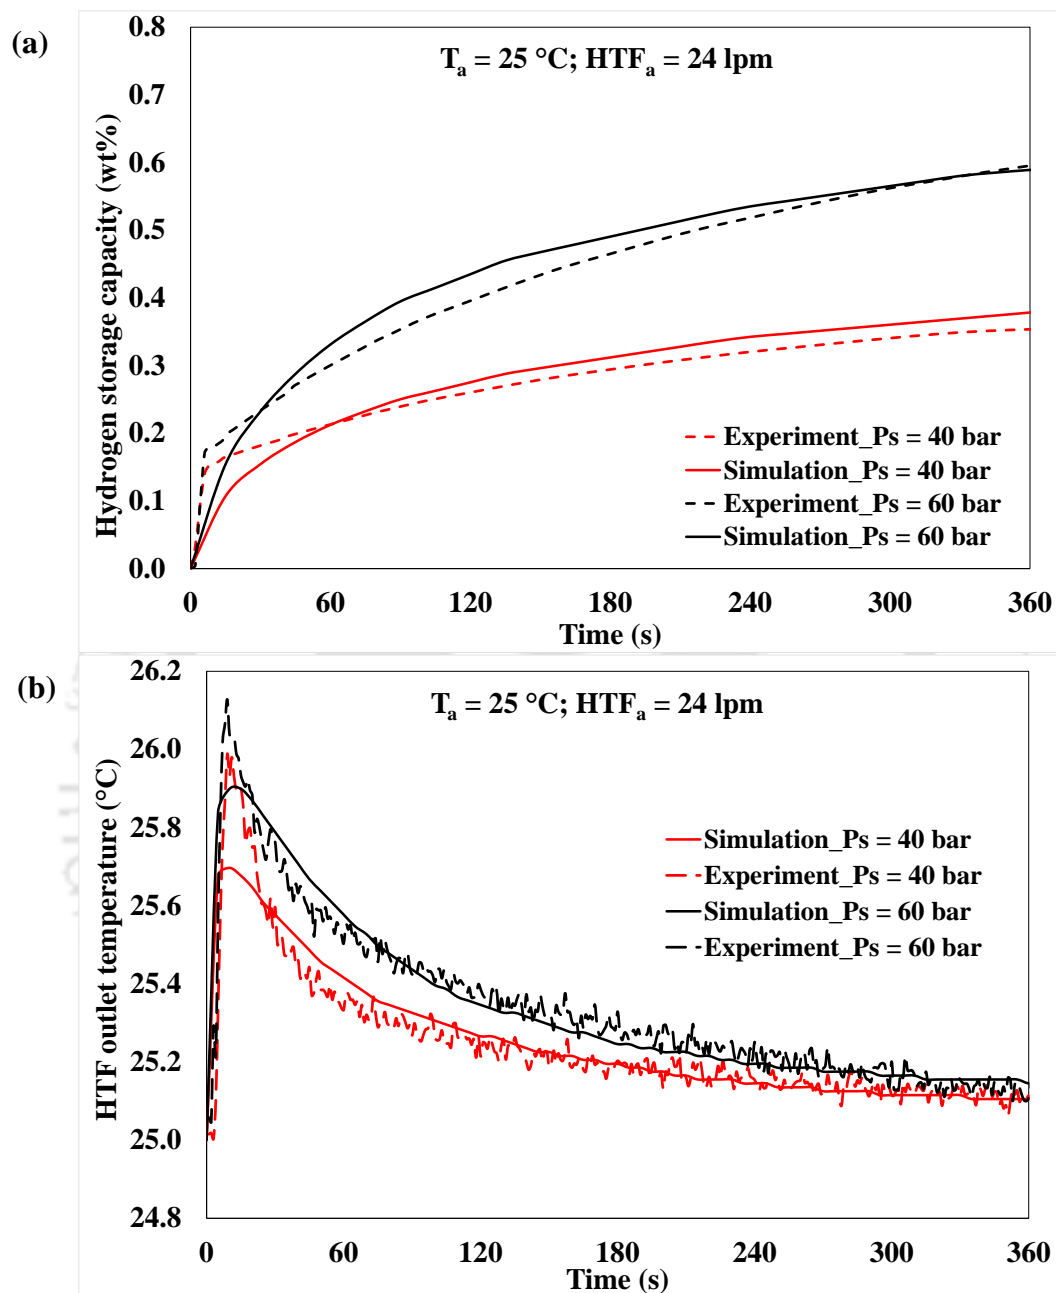 (a)
T_a = 25 °C; HTF_a = 24 lpm
Hydrogen storage capacity (wt%)
0.8
0.7
0.6
0.5
0.4
0.3
0.2
0.1
0.0
Experiment_Ps = 40 bar
Simulation_Ps = 40 bar
Experiment_Ps = 60 bar
Simulation_Ps = 60 bar
0 60 120 180 240 300 360
Time (s)
(b)
T_a = 25 °C; HTF_a = 24 lpm
HTF outlet temperature (°C)
26.2
26.0
25.8
25.6
25.4
25.2
25.0
24.8
Simulation_Ps = 40 bar
Experiment_Ps = 40 bar
Simulation_Ps = 60 bar
Experiment_Ps = 60 bar
0 60 120 180 240 300 360
Time (s)